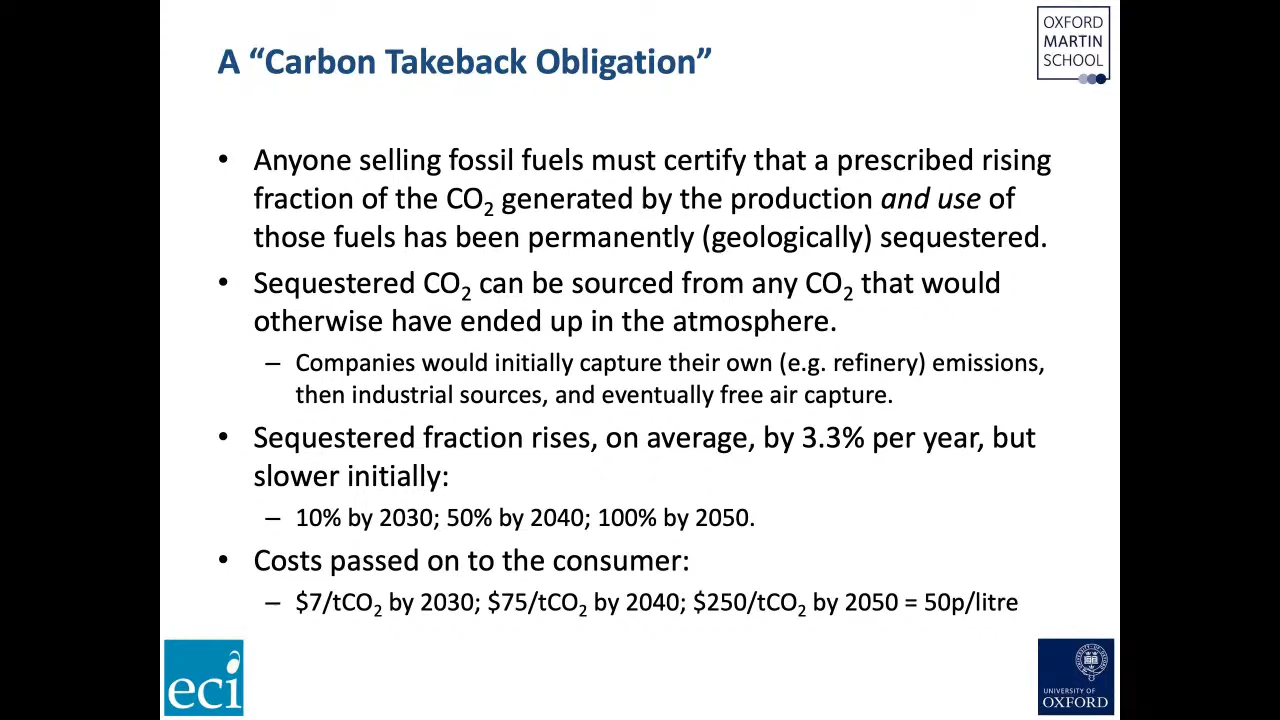 A “Carbon Takeback Obligation”
OXFORD
MARTIN
SCHOOL
• Anyone selling fossil fuels must certify that a prescribed rising
fraction of the CO₂ generated by the production and use of
those fuels has been permanently (geologically) sequestered.
• Sequestered CO₂ can be sourced from any CO₂ that would
otherwise have ended up in the atmosphere.
– Companies would initially capture their own (e.g. refinery) emissions,
then industrial sources, and eventually free air capture.
• Sequestered fraction rises, on average, by 3.3% per year, but
slower initially:
– 10% by 2030; 50% by 2040; 100% by 2050.
• Costs passed on to the consumer:
– $7/tCO₂ by 2030; $75/tCO₂ by 2040; $250/tCO₂ by 2050 = 50p/litre
eci
UNIVERSITY OF
OXFORD